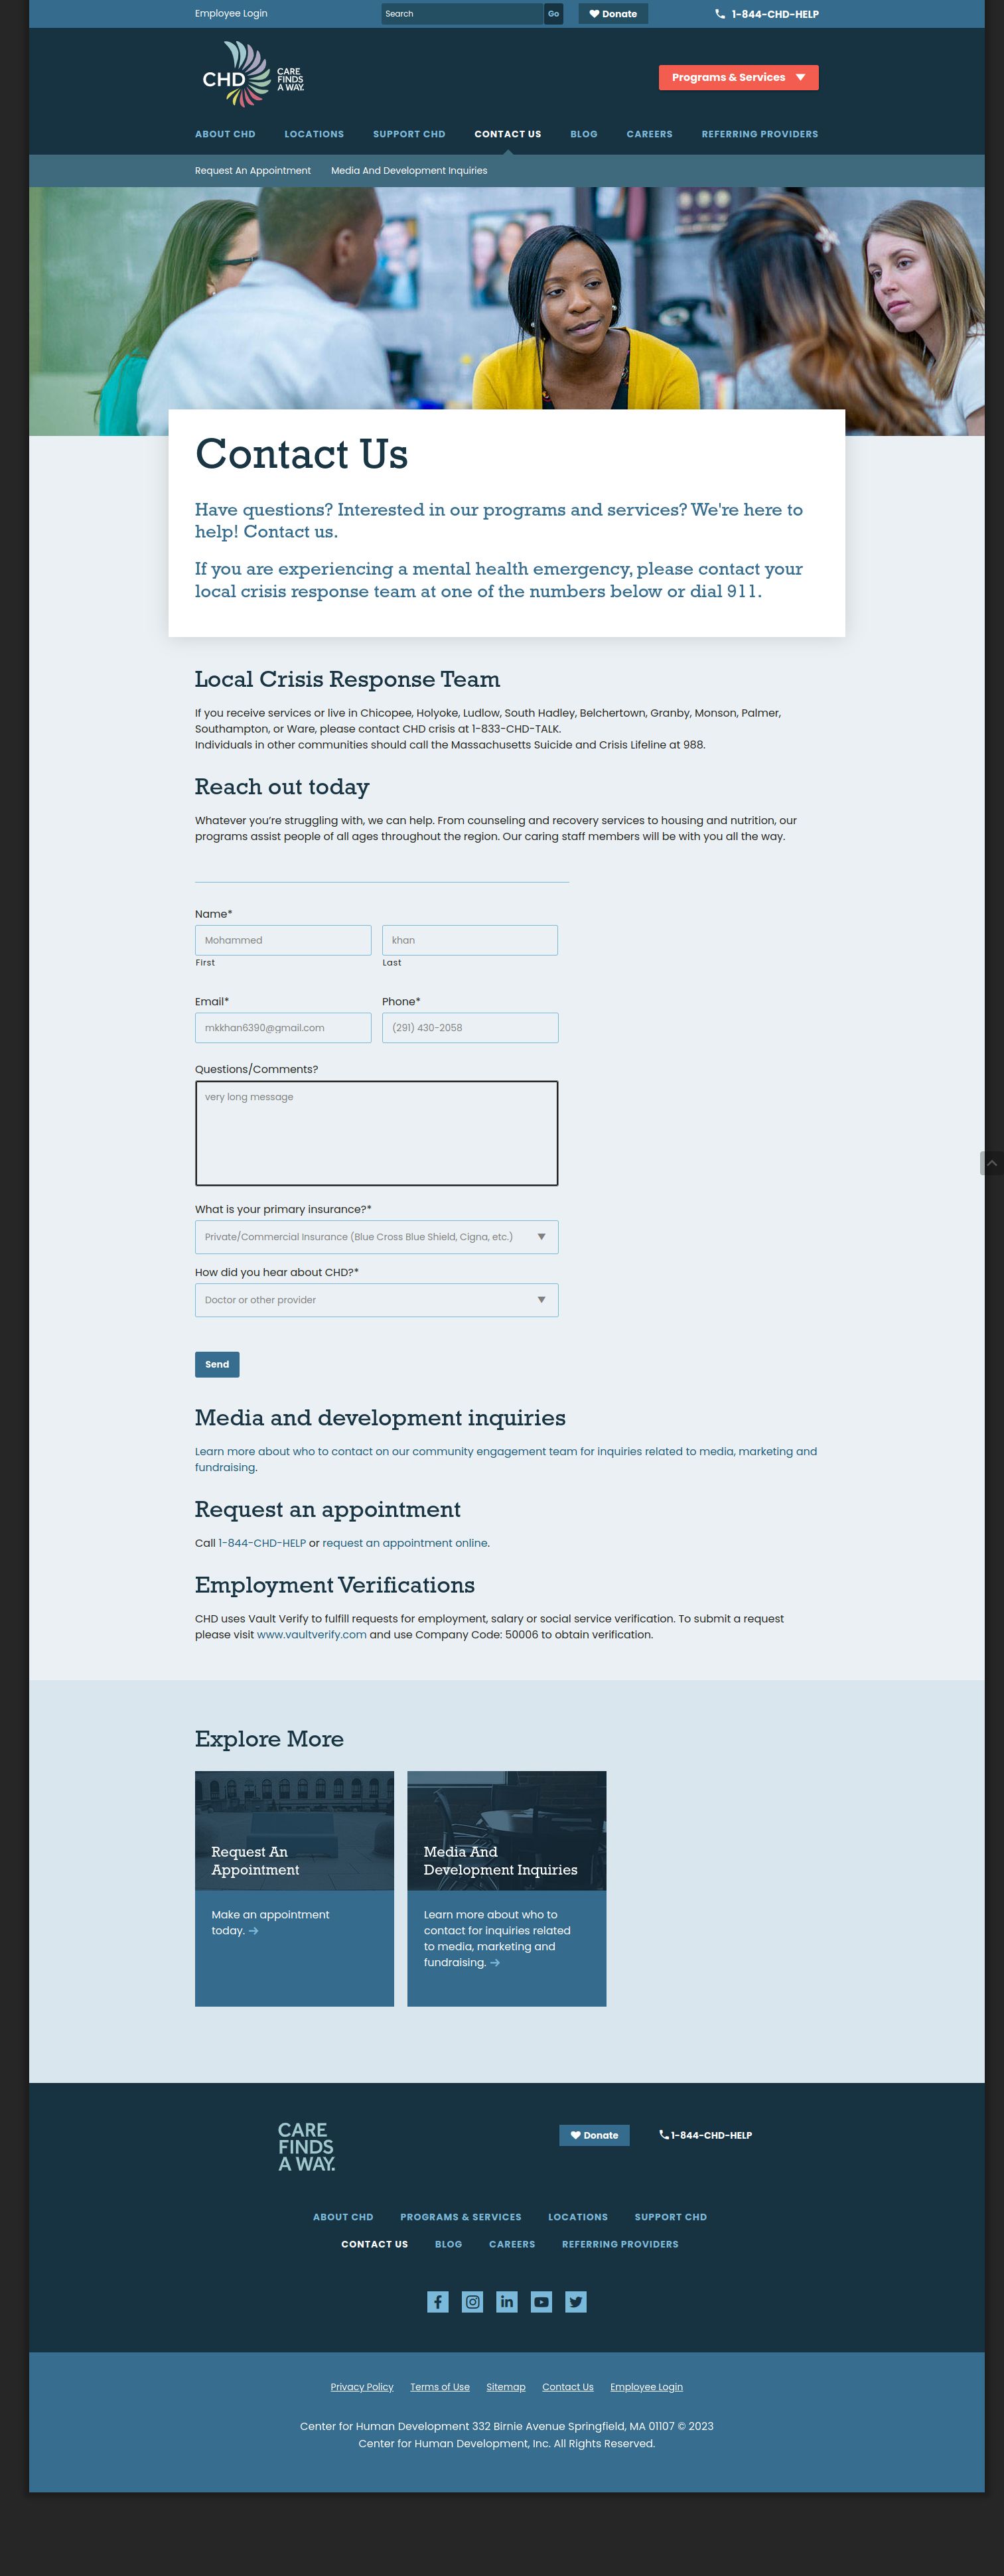 Employee Login
Search
Go
Donate
1-844-CHD-HELP
CHD
CARE
FINDS
A WAY.
Programs & Services
ABOUT CHD
LOCATIONS
SUPPORT CHD
CONTACT US
BLOG
CAREERS
REFERRING PROVIDERS
Request An Appointment
Media And Development Inquiries
Contact Us
Have questions? Interested in our programs and services? We're here to
help! Contact us.
If you are experiencing a mental health emergency, please contact your
local crisis response team at one of the numbers below or dial 911.
Local Crisis Response Team
If you receive services or live in Chicopee, Holyoke, Ludlow, South Hadley, Belchertown, Granby, Monson, Palmer,
Southampton, or Ware, please contact CHD crisis at 1-833-CHD-TALK.
Individuals in other communities should call the Massachusetts Suicide and Crisis Lifeline at 988.
Reach out today
Whatever you’re struggling with, we can help. From counseling and recovery services to housing and nutrition, our
programs assist people of all ages throughout the region. Our caring staff members will be with you all the way.
Name*
Mohammed
khan
First
Last
Email*
Phone*
mkkhan6390@gmail.com
(291) 430-2058
Questions/Comments?
very long message
What is your primary insurance?*
Private/Commercial Insurance (Blue Cross Blue Shield, Cigna, etc.)
How did you hear about CHD?*
Doctor or other provider
Send
Media and development inquiries
Learn more about who to contact on our community engagement team for inquiries related to media, marketing and
fundraising.
Request an appointment
Call 1-844-CHD-HELP or request an appointment online.
Employment Verifications
CHD uses Vault Verify to fulfill requests for employment, salary or social service verification. To submit a request
please visit www.vaultverify.com and use Company Code: 50006 to obtain verification.
Explore More
Request An
Appointment
Make an appointment
today.
Media And
Development Inquiries
Learn more about who to
contact for inquiries related
to media, marketing and
fundraising.
CARE
FINDS
A WAY.
Donate
1-844-CHD-HELP
ABOUT CHD
PROGRAMS & SERVICES
LOCATIONS
SUPPORT CHD
CONTACT US
BLOG
CAREERS
REFERRING PROVIDERS
Privacy Policy
Terms of Use
Sitemap
Contact Us
Employee Login
Center for Human Development 332 Birnie Avenue Springfield, MA 01107 © 2023
Center for Human Development, Inc. All Rights Reserved.